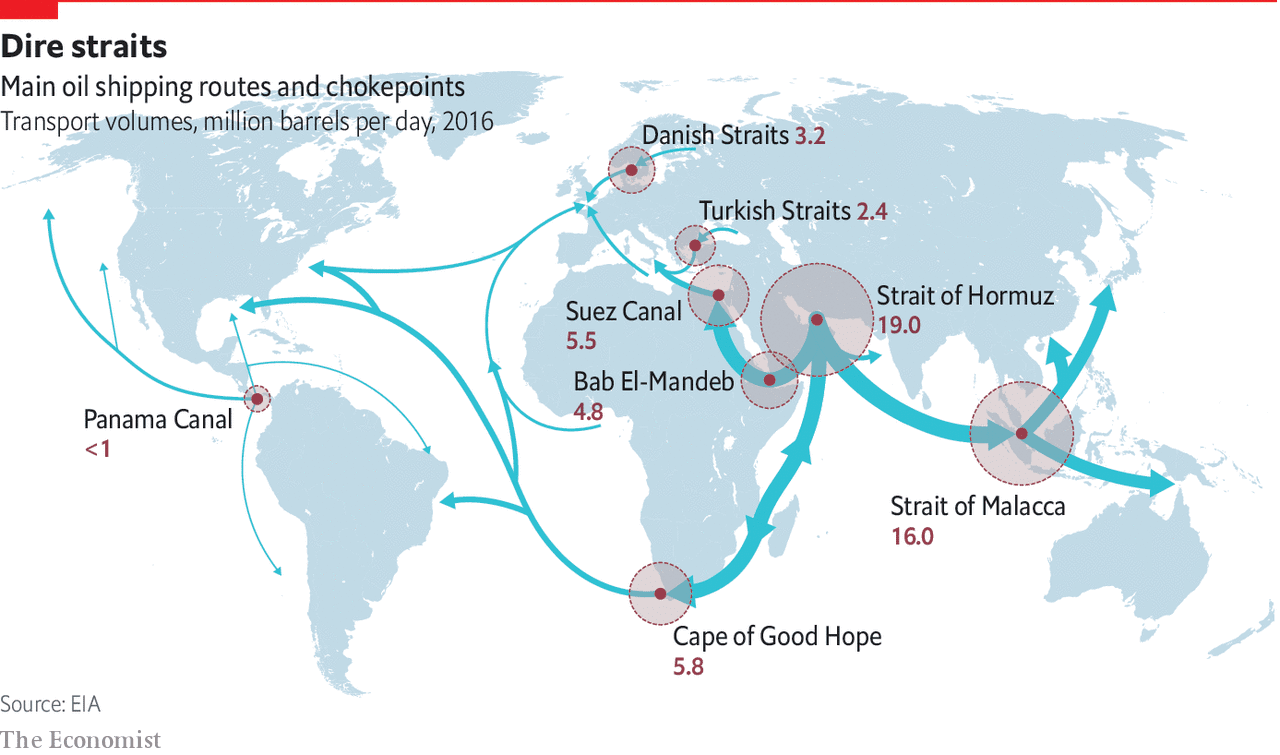 Dire straits
Main oil shipping routes and chokepoints
Transport volumes, million barrels per day, 2016
Danish Straits 3.2
Turkish Straits 2.4
Suez Canal
5.5
Strait of Hormuz
19.0
Bab El-Mandeb
4.8
Panama Canal
<1
Strait of Malacca
16.0
Cape of Good Hope
5.8
Source: EIA
The Economist